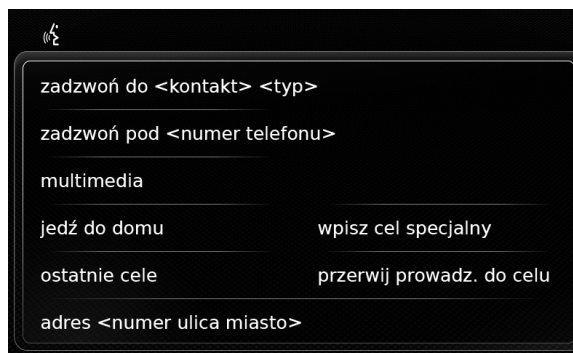 zadzwoń do <kontakt> <typ>
zadzwoń pod <numer telefonu>
multimedia
jedź do domu wpisz cel specjalny
ostatnie cele przerwij prowadz. do celu
adres <numer ulica miasto>